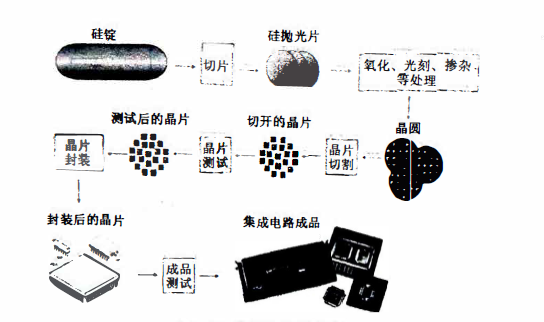 硅锭
切片
硅抛光片
氧化、光刻、掺杂
等处理
晶圆
晶片
切割
切开的晶片
晶片
测试
测试后的晶片
晶片
封装
封装后的晶片
成品
测试
集成电路成品